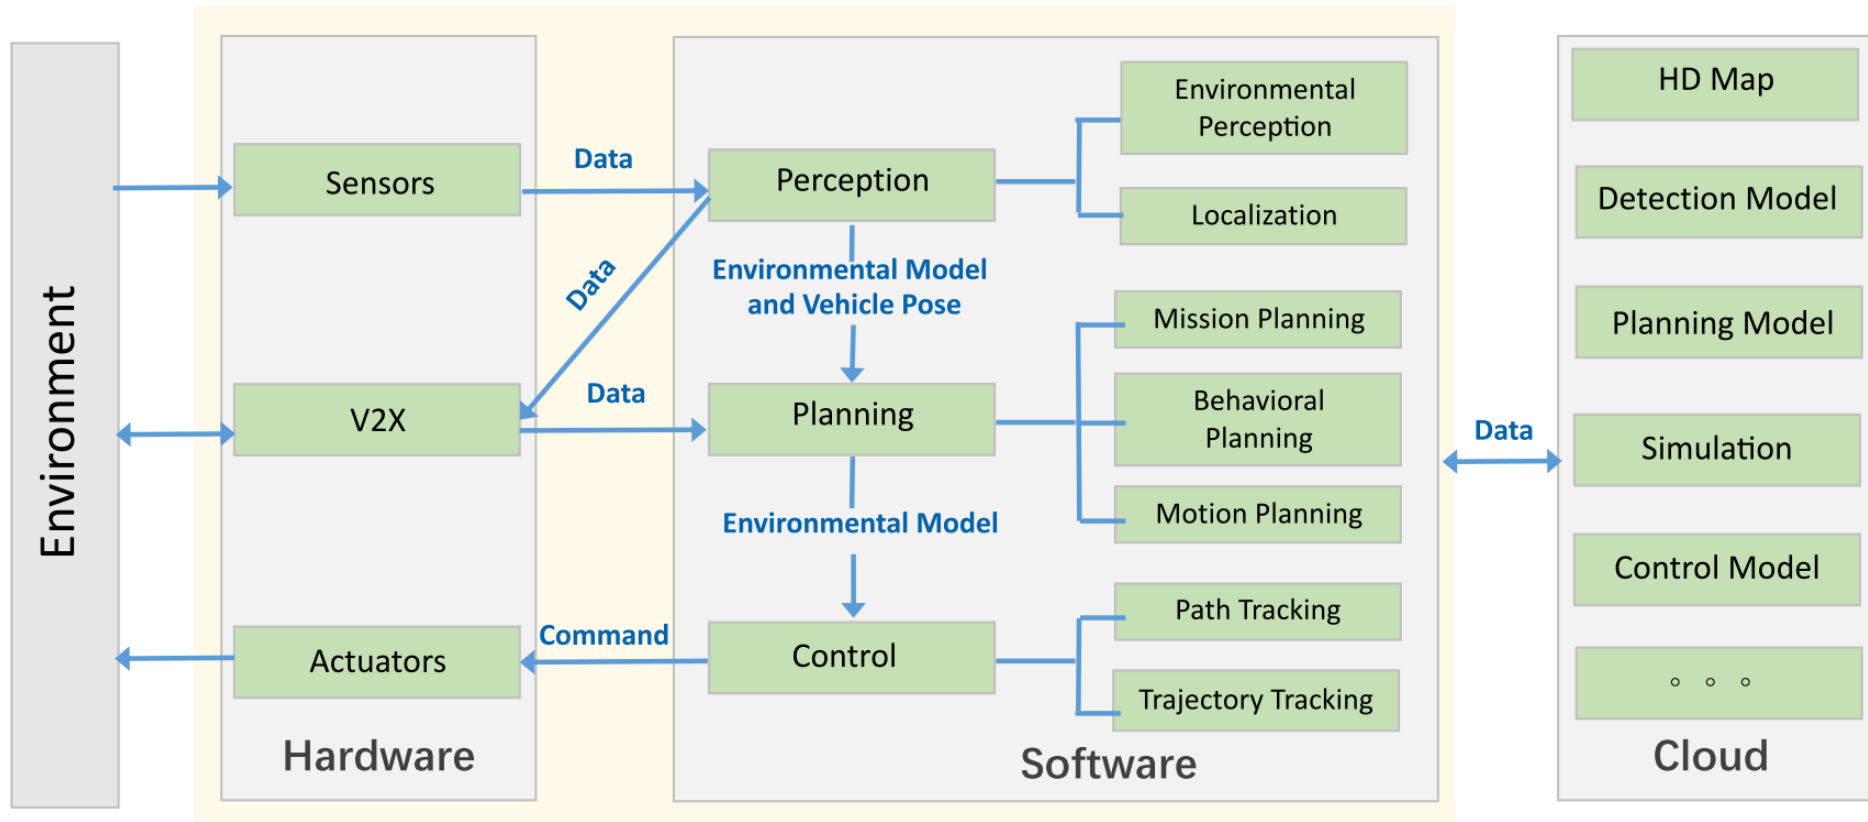 Environment
Sensors
V2X
Actuators
Hardware
Data
Data
Data
Command
Perception
Environmental Model
and Vehicle Pose
Planning
Environmental Model
Control
Environmental
Perception
Localization
Mission Planning
Behavioral
Planning
Motion Planning
Path Tracking
Trajectory Tracking
Software
Data
HD Map
Detection Model
Planning Model
Simulation
Control Model
◦ ◦ ◦
Cloud